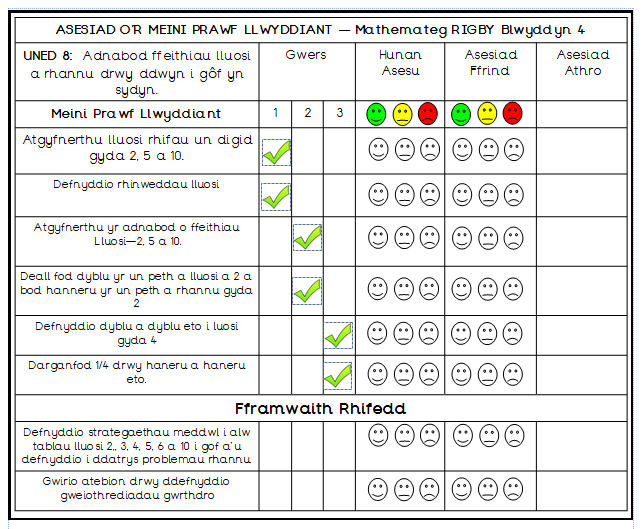 ASESIAD O'R MEINI PRAWF LLWYDDIANT — Mathemateg RIGBY Blwyddyn 4
UNED 8: Adnabod ffeithiau lluosi
a rhannu drwy ddwyn i gôf yn
sydyn.
Gwers
Hunan
Asesu
Asesiad
Ffrind
Asesiad
Athro
Meini Prawf Llwyddiant 1 2 3
Atgyfnerthu lluosi rhifau un digid
gyda 2, 5 a 10.
Defnyddio rhinweddau lluosi
Atgyfnerthu yr adnabod o ffeithiau
Lluosi—2, 5 a 10.
Deall fod dyblu yr un peth a lluosi a 2 a
bod hanneru yr un peth a rhannu gyda
2
Defnyddio dyblu a dyblu eto i luosi
gyda 4
Darganfod 1/4 drwy haneru a haneru
eto.
Fframwaith Rhifedd
Defnyddio strategaethau meddwl i alw
tablau lluosi 2,, 3, 4, 5, 6 a 10 i gof a'u
defnyddio i ddatrys problemau rhannu
Gwirio atebion drwy ddefnyddio
gweiothrediadau gwrthdro